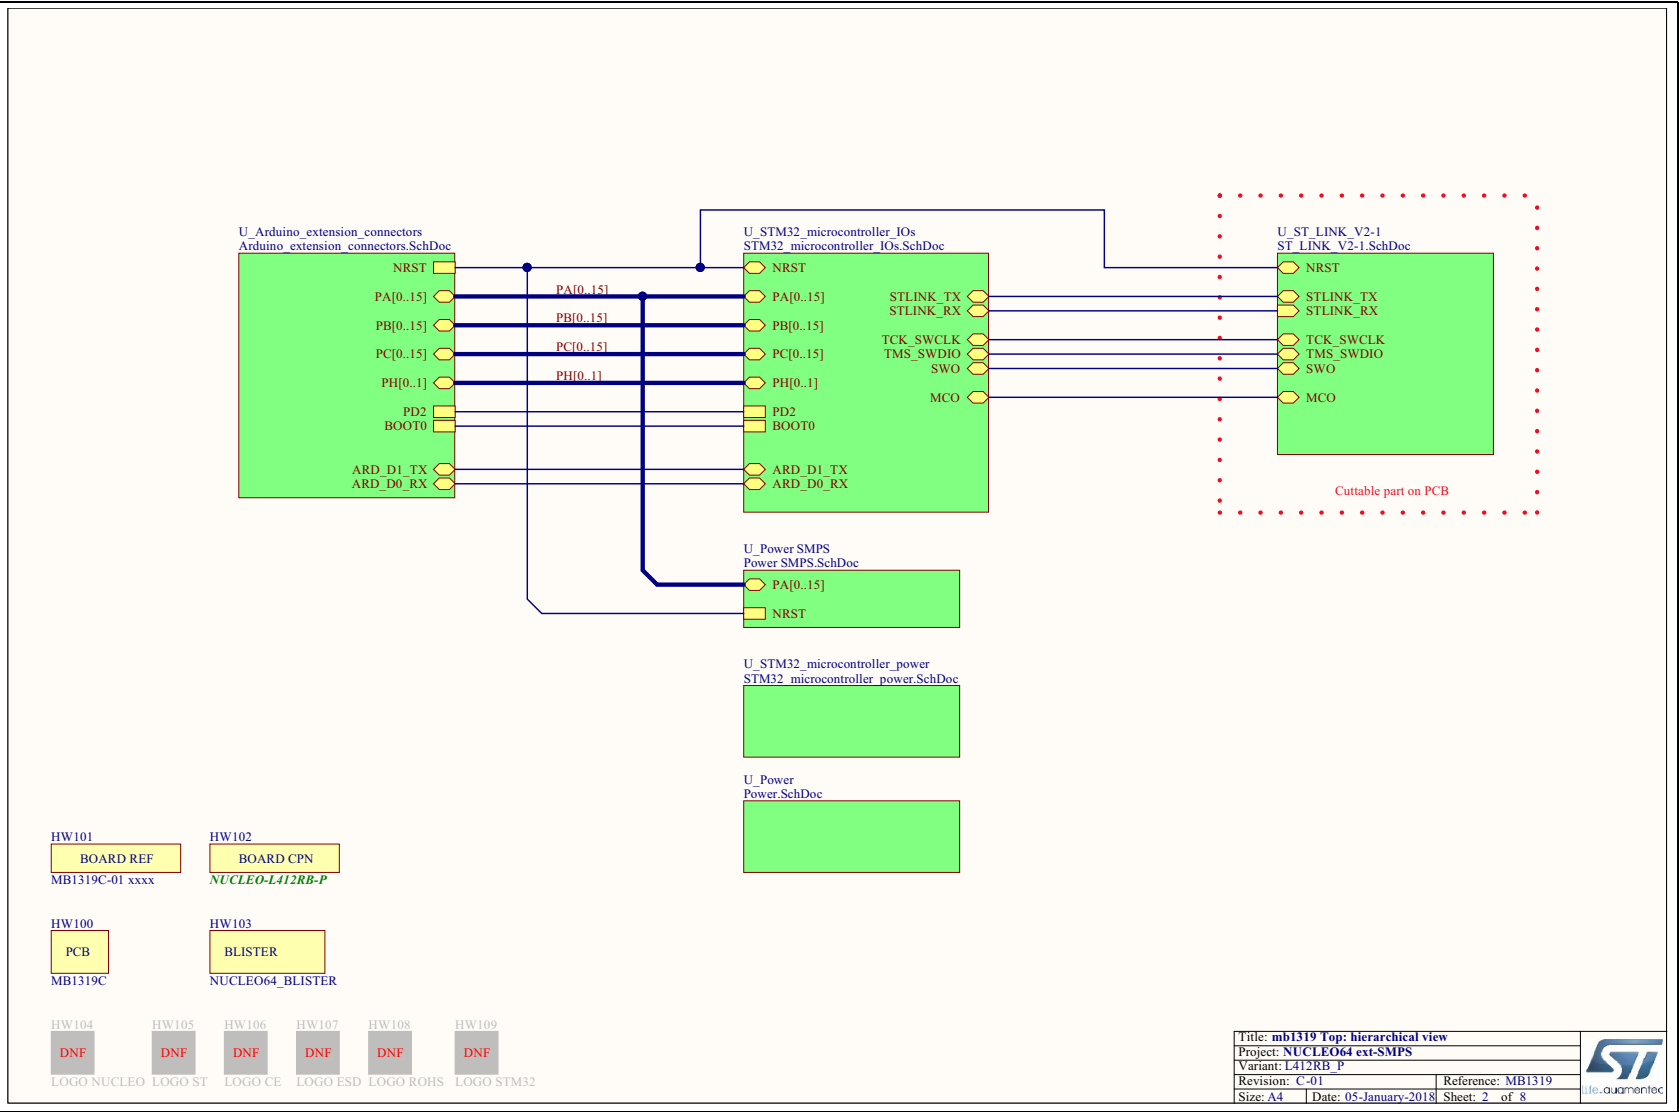 U_Arduino_extension_connectors
Arduino_extension_connectors.SchDoc
NRST
PA[0..15]
PB[0..15]
PC[0..15]
PH[0..1]
PD2
BOOT0
ARD_D1_TX
ARD_D0_RX
PA[0..15]
PB[0..15]
PC[0..15]
PH[0..1]
U_STM32_microcontroller_IOs
STM32_microcontroller_IOs.SchDoc
NRST
PA[0..15]
PB[0..15]
PC[0..15]
PH[0..1]
PD2
BOOT0
ARD_D1_TX
ARD_D0_RX
STLINK_TX
STLINK_RX
TCK_SWCLK
TMS_SWDIO
SWO
MCO
U_ST_LINK_V2-1
ST_LINK_V2-1.SchDoc
NRST
STLINK_TX
STLINK_RX
TCK_SWCLK
TMS_SWDIO
SWO
MCO
Cuttable part on PCB
U_Power SMPS
Power SMPS.SchDoc
PA[0..15]
NRST
U_STM32_microcontroller_power
STM32_microcontroller_power.SchDoc
U_Power
Power.SchDoc
HW101
BOARD REF
MB1319C-01 xxxx
HW102
BOARD CPN
NUCLEO-L412RB-P
HW100
PCB
MB1319C
HW103
BLISTER
NUCLEO64_BLISTER
HW104
DNF
LOGO NUCLEO
HW105
DNF
LOGO ST
HW106
DNF
LOGO CE
HW107
DNF
LOGO ESD
HW108
DNF
LOGO ROHS
HW109
DNF
LOGO STM32
Title: mb1319 Top: hierarchical view
Project: NUCLEO64 ext-SMPS
Variant: L412RB_P
Revision: C-01 Reference: MB1319
Size: A4 Date: 05-January-2018 Sheet: 2 of 8
ST
life.augmented